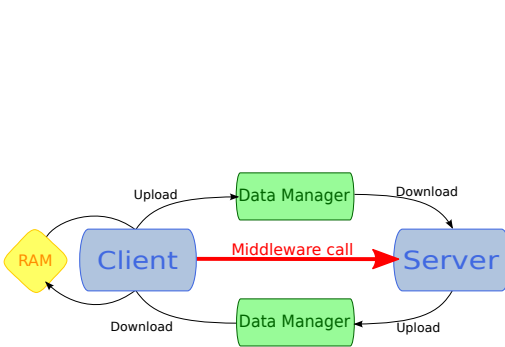 Upload
Data Manager
Download
RAM
Client
Middleware call
Server
Download
Data Manager
Upload